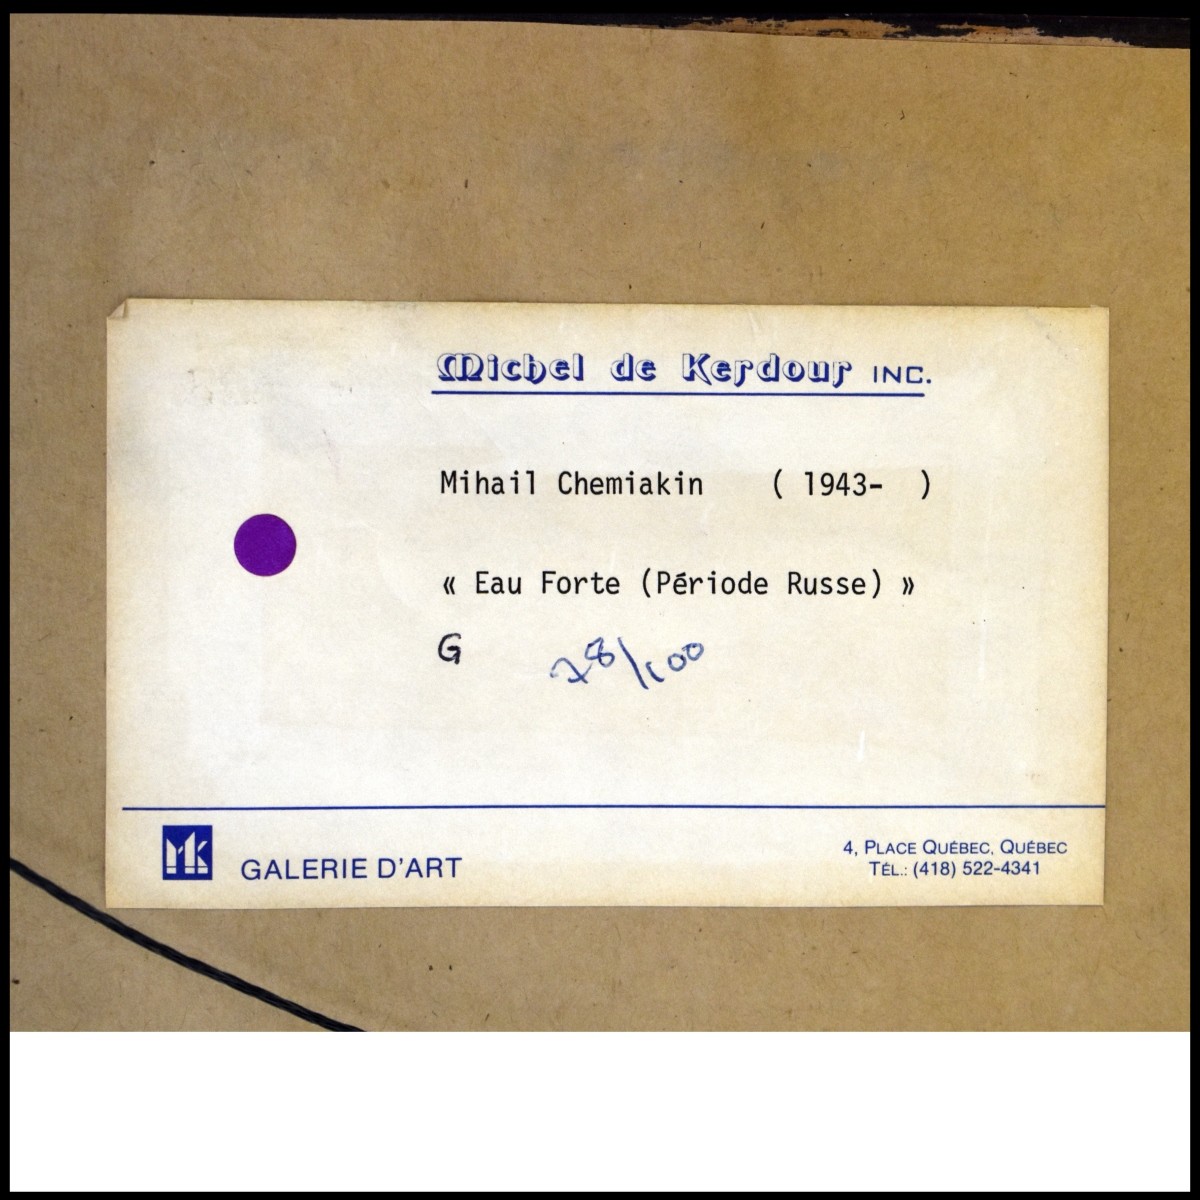 Michel de Kerdour INC.
Mihail Chemiakin ( 1943- )
« Eau Forte (Période Russe) »
G 78/100
MK GALERIE D'ART
4, PLACE QUÉBEC, QUÉBEC
TÉL.: (418) 522-4341